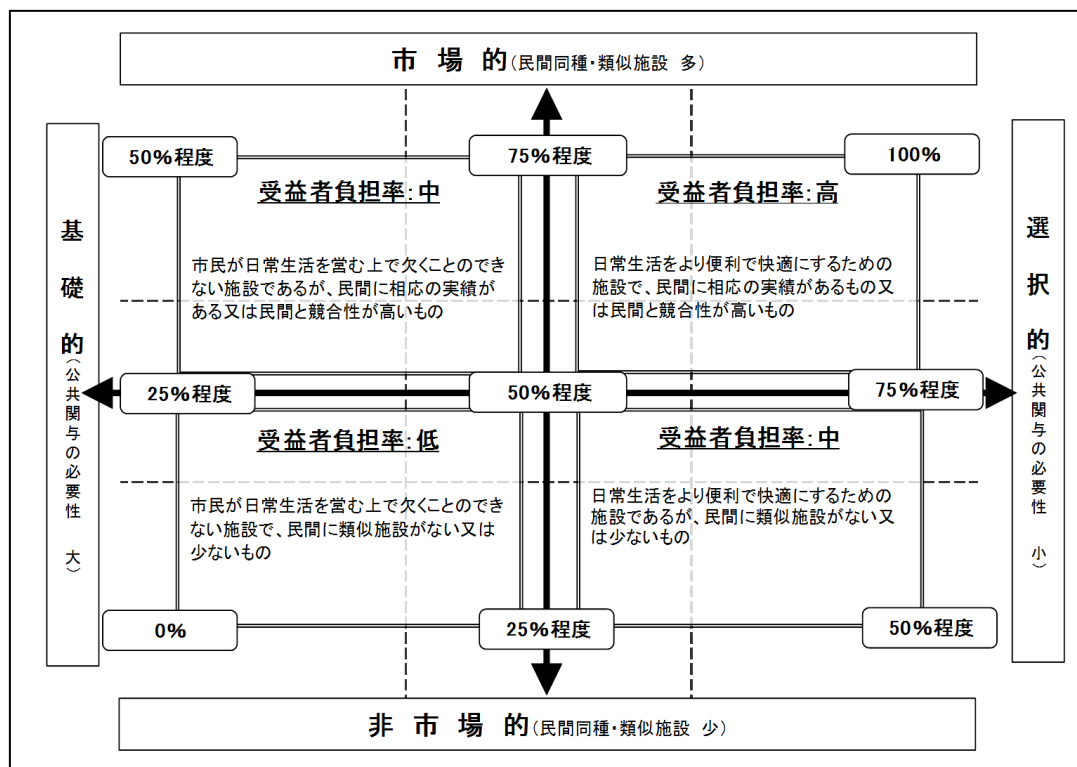 市 場 的(民間同種・類似施設 多)
50%程度
75%程度
100%
基礎的(公共関与の必要性 大)
選択的(公共関与の必要性 小)
受益者負担率:中
市民が日常生活を営む上で欠くことのでき
ない施設であるが、民間に相応の実績が
ある又は民間と競合性が高いもの
受益者負担率:高
日常生活をより便利で快適にするための
施設で、民間に相応の実績があるもの又
は民間と競合性が高いもの
25%程度
50%程度
75%程度
受益者負担率:低
市民が日常生活を営む上で欠くことのでき
ない施設で、民間に類似施設がない又は
少ないもの
受益者負担率:中
日常生活をより便利で快適にするための
施設であるが、民間に類似施設がない又
は少ないもの
0%
25%程度
50%程度
非 市 場 的(民間同種・類似施設 少)